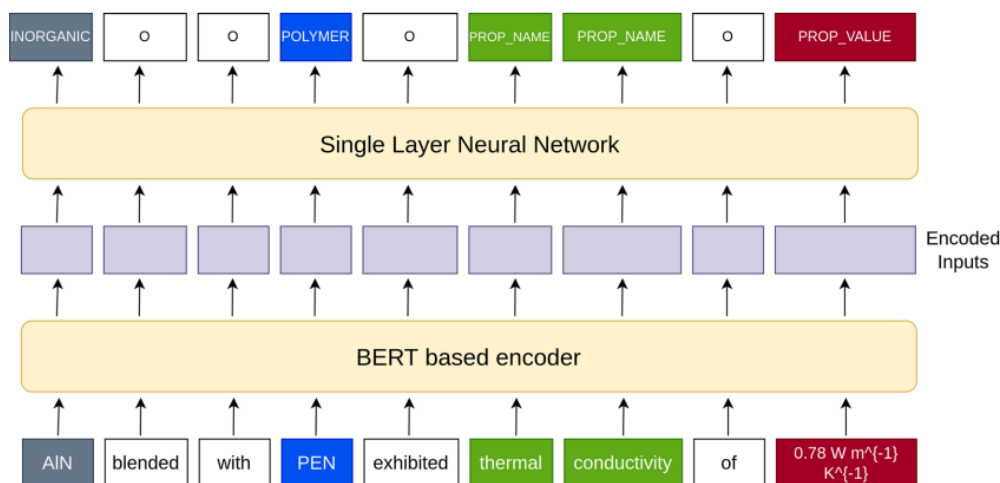 INORGANIC O O POLYMER O PROP_NAME PROP_NAME O PROP_VALUE
Single Layer Neural Network
Encoded
Inputs
BERT based encoder
AlN blended with PEN exhibited thermal conductivity of 0.78 W m^{-1}
K^{-1}